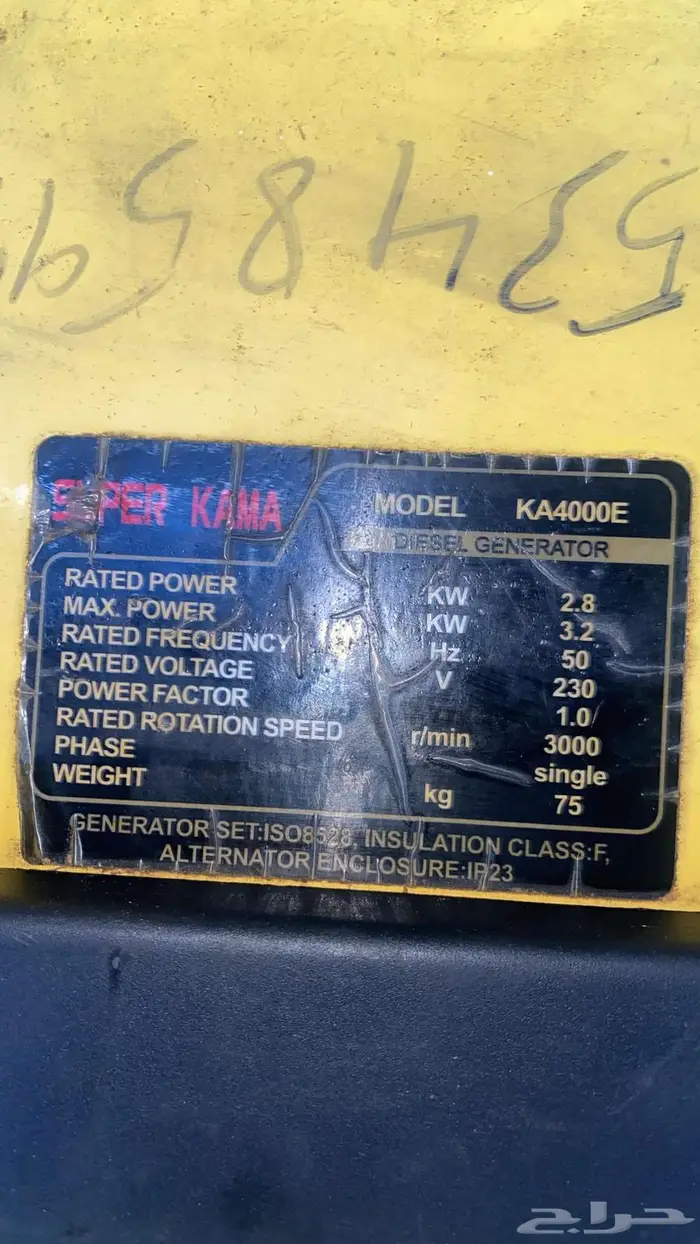 SUPER KAMA
MODEL KA4000E
DIESEL GENERATOR
RATED POWER KW 2.8
MAX. POWER KW 3.2
RATED FREQUENCY Hz 50
RATED VOLTAGE V 230
POWER FACTOR 1.0
RATED ROTATION SPEED r/min 3000
PHASE single
WEIGHT kg 75
GENERATOR SET:ISO8528, INSULATION CLASS:F,
ALTERNATOR ENCLOSURE:IP23
حراج